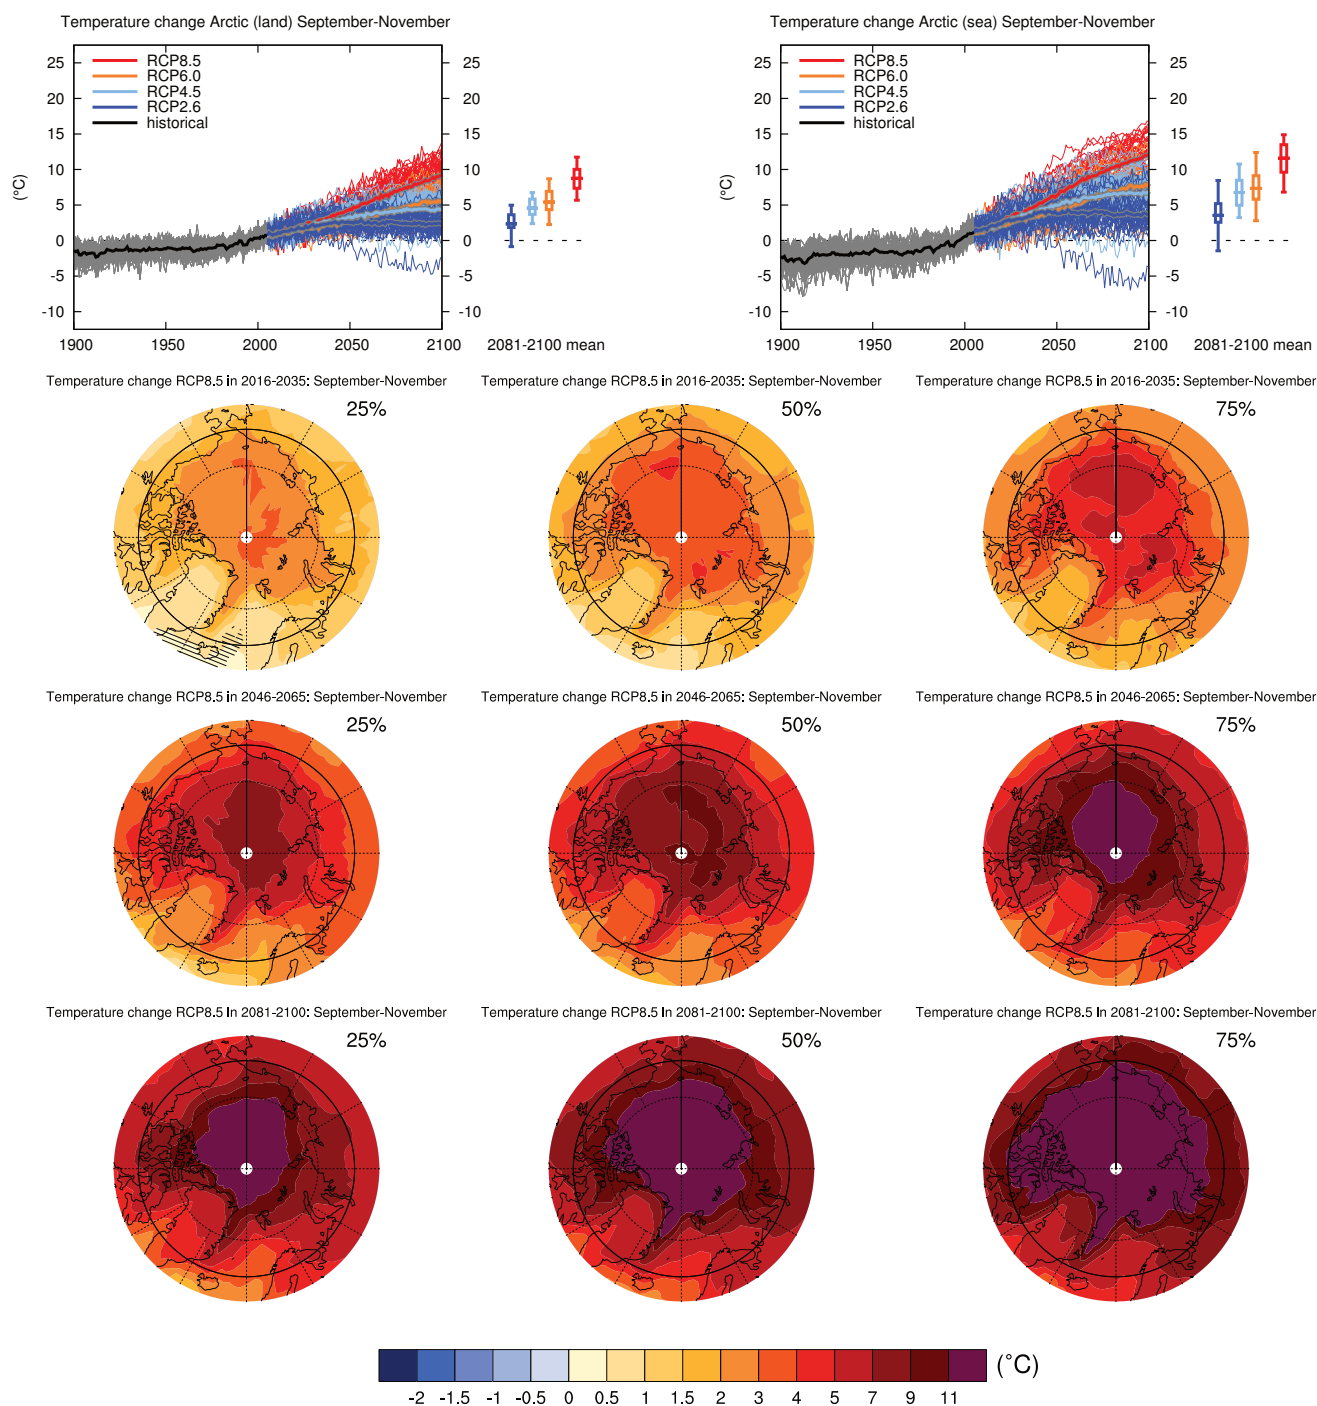 Temperature change Arctic (land) September-November
Temperature change Arctic (sea) September-November
RCP8.5
RCP6.0
RCP4.5
RCP2.6
historical
25
20
15
10
5
0
-5
-10
(°C)
25
20
15
10
5
0
-5
-10
1900 1950 2000 2050 2100
2081-2100 mean
RCP8.5
RCP6.0
RCP4.5
RCP2.6
historical
25
20
15
10
5
0
-5
-10
(°C)
25
20
15
10
5
0
-5
-10
1900 1950 2000 2050 2100
2081-2100 mean
Temperature change RCP8.5 in 2016-2035: September-November
25%
Temperature change RCP8.5 in 2016-2035: September-November
50%
Temperature change RCP8.5 in 2016-2035: September-November
75%
Temperature change RCP8.5 in 2046-2065: September-November
25%
Temperature change RCP8.5 in 2046-2065: September-November
50%
Temperature change RCP8.5 in 2046-2065: September-November
75%
Temperature change RCP8.5 in 2081-2100: September-November
25%
Temperature change RCP8.5 in 2081-2100: September-November
50%
Temperature change RCP8.5 in 2081-2100: September-November
75%
(°C)
-2 -1.5 -1 -0.5 0 0.5 1 1.5 2 3 4 5 7 9 11